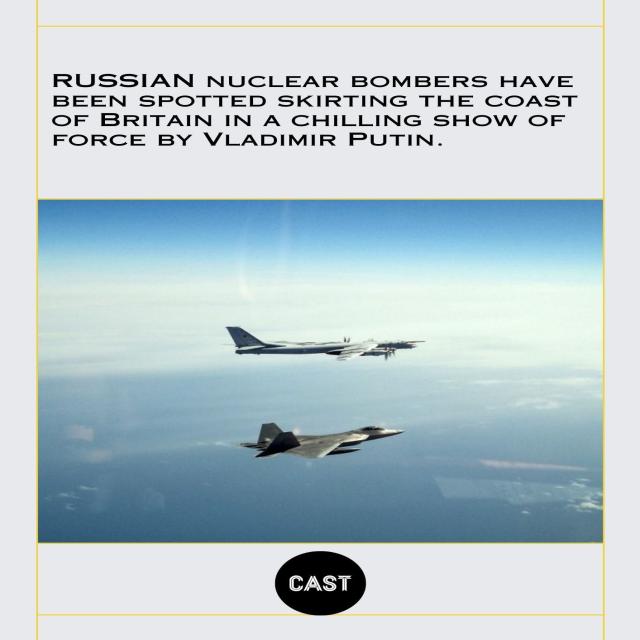 RUSSIAN NUCLEAR BOMBERS HAVE
BEEN SPOTTED SKIRTING THE COAST
OF BRITAIN IN A CHILLING SHOW OF
FORCE BY VLADIMIR PUTIN.
CAST